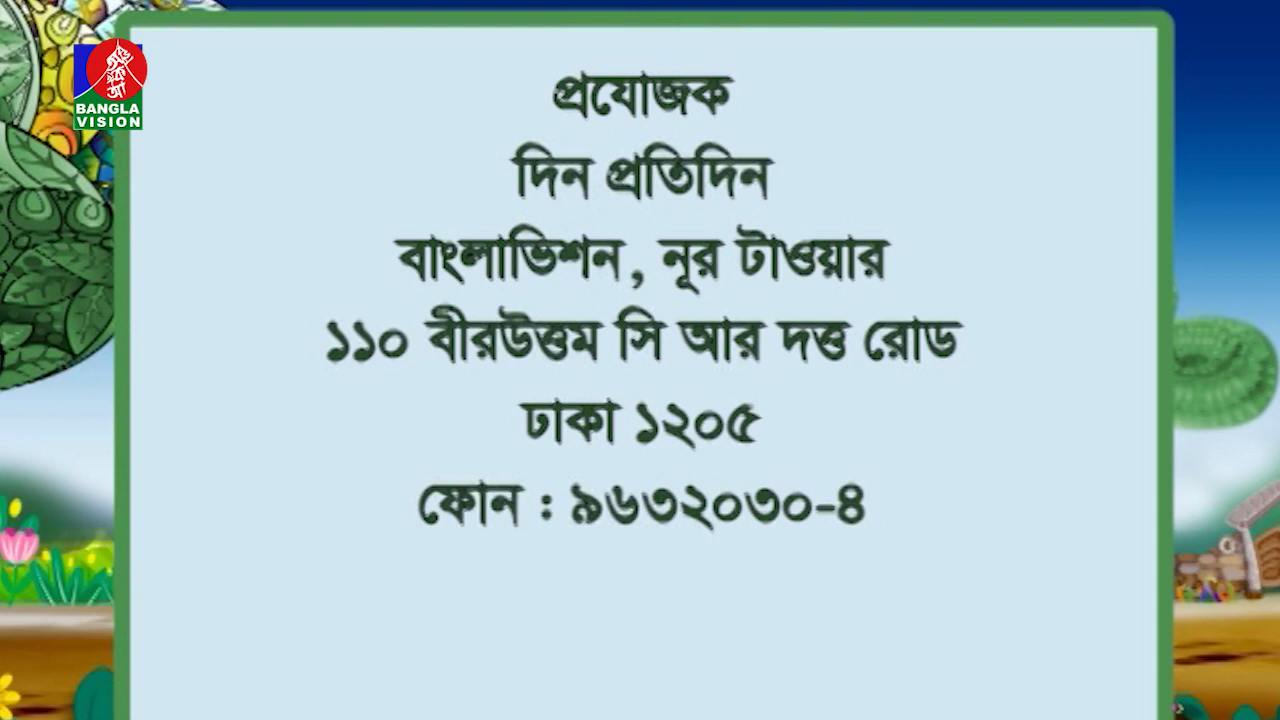 BANGLA
VISION
প্রযোজক
দিন প্রতিদিন
বাংলাভিশন, নূর টাওয়ার
১১০ বীরউত্তম সি আর দত্ত রোড
ঢাকা ১২০৫
ফোন : ৯৬৩২০৩০-৪